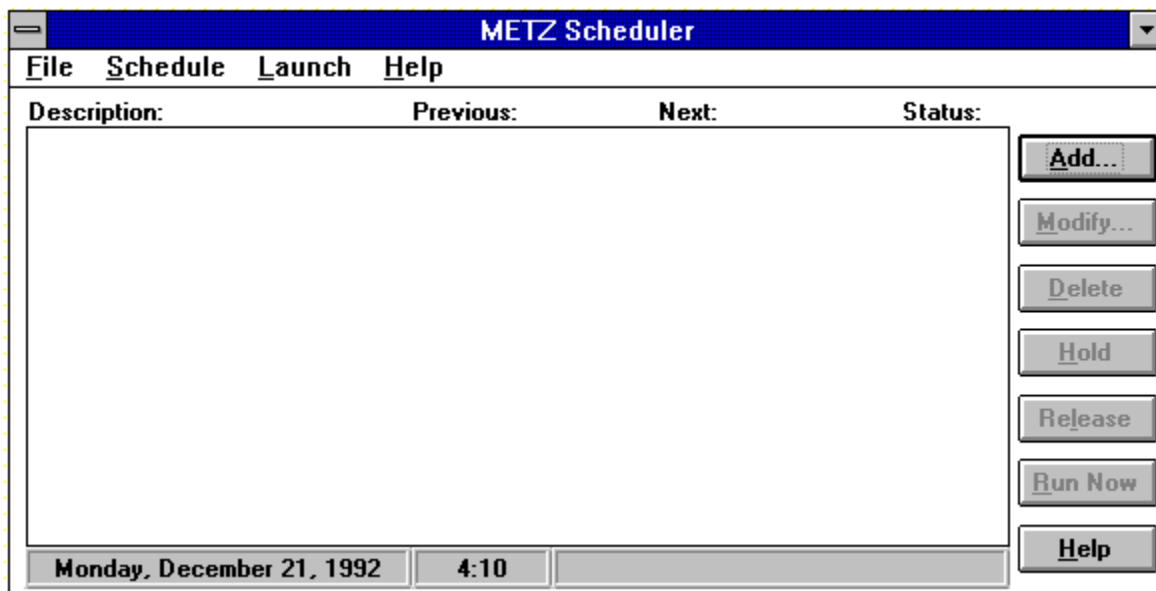 METZ Scheduler
File Schedule Launch Help
Description: Previous: Next: Status:
Add...
Modify...
Delete
Hold
Release
Run Now
Help
Monday, December 21, 1992 4:10